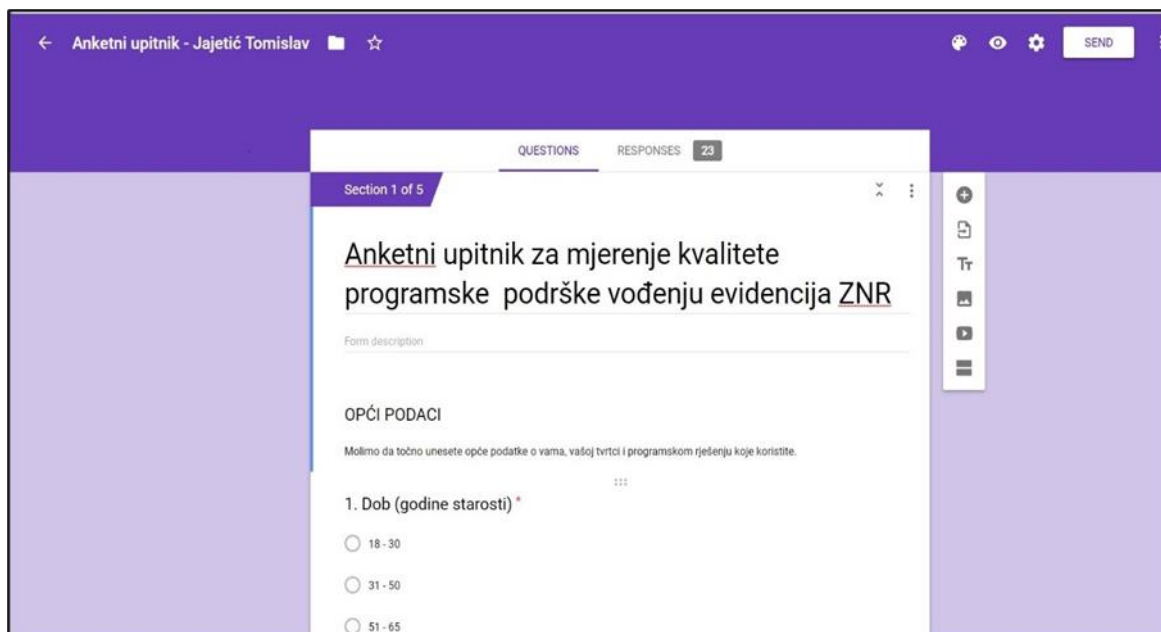 Anketni upitnik - Jajetić Tomislav
SEND
QUESTIONS
RESPONSES 23
Section 1 of 5
Anketni upitnik za mjerenje kvalitete
programske podrške vođenju evidencija ZNR
Form description
OPĆI PODACI
Molimo da točno unesete opće podatke o vama, vašoj tvrtci i programskom rješenju koje koristite.
1. Dob (godine starosti) *
18 - 30
31 - 50
51 - 65